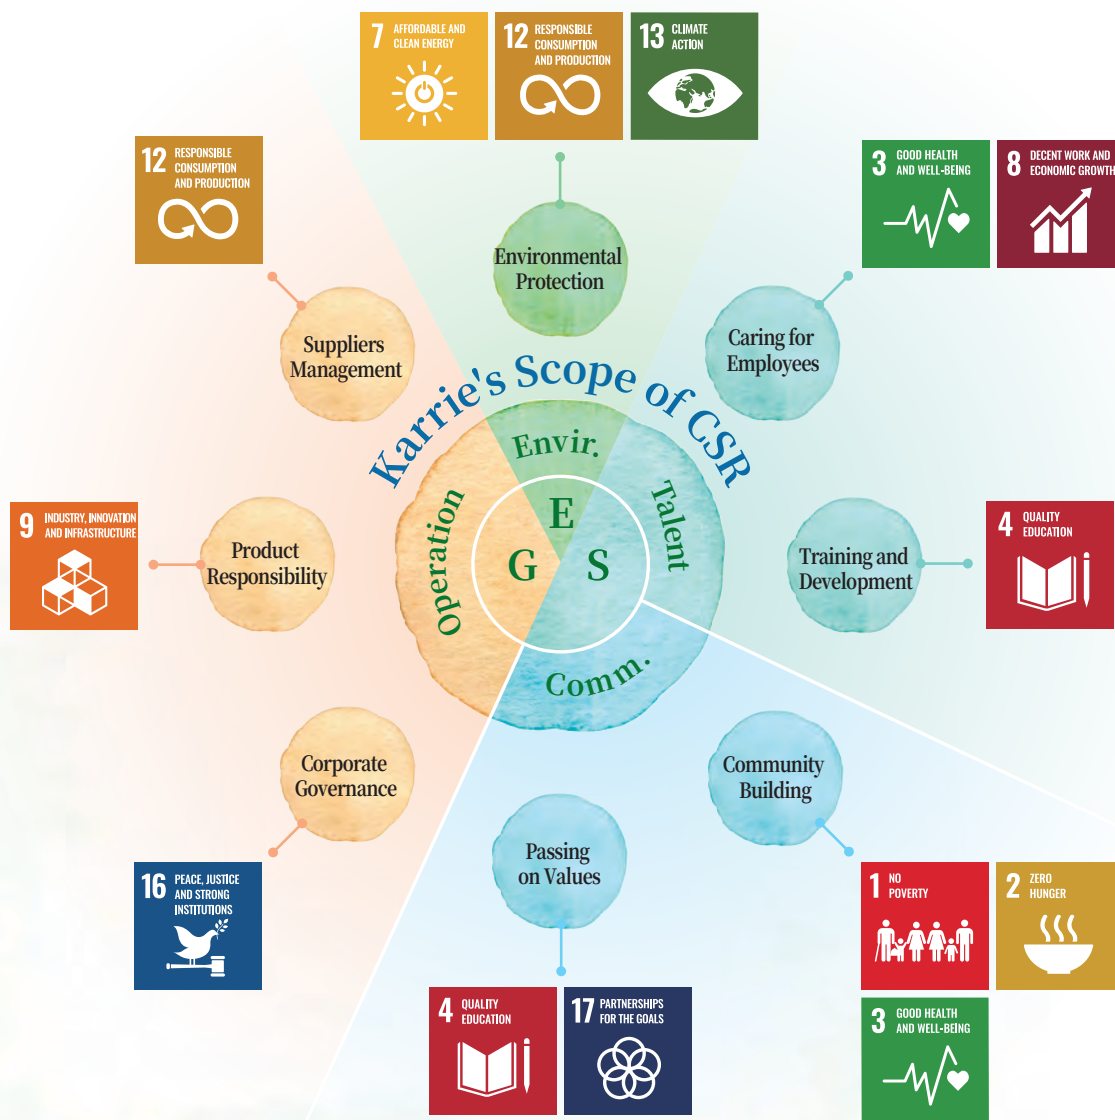 7 AFFORDABLE AND
CLEAN ENERGY
12 RESPONSIBLE
CONSUMPTION
AND PRODUCTION
13 CLIMATE
ACTION
12 RESPONSIBLE
CONSUMPTION
AND PRODUCTION
3 GOOD HEALTH
AND WELL-BEING
8 DECENT WORK AND
ECONOMIC GROWTH
Environmental
Protection
Suppliers
Management
Caring for
Employees
Karrie's Scope of CSR
Envir.
Operation
Talent
E
G
S
Comm.
9 INDUSTRY, INNOVATION
AND INFRASTRUCTURE
Product
Responsibility
Training and
Development
4 QUALITY
EDUCATION
Corporate
Governance
Community
Building
Passing
on Values
16 PEACE, JUSTICE
AND STRONG
INSTITUTIONS
1 NO
POVERTY
2 ZERO
HUNGER
4 QUALITY
EDUCATION
17 PARTNERSHIPS
FOR THE GOALS
3 GOOD HEALTH
AND WELL-BEING